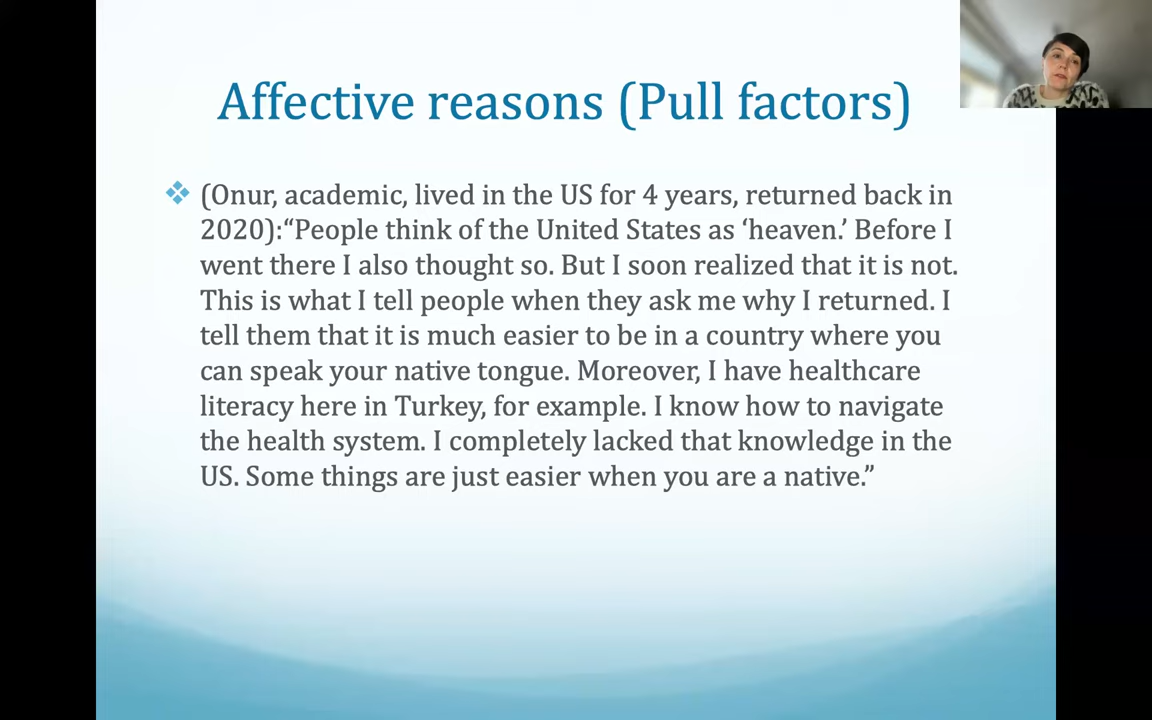 Affective reasons (Pull factors)
(Onur, academic, lived in the US for 4 years, returned back in
2020):“People think of the United States as ‘heaven.’ Before I
went there I also thought so. But I soon realized that it is not.
This is what I tell people when they ask me why I returned. I
tell them that it is much easier to be in a country where you
can speak your native tongue. Moreover, I have healthcare
literacy here in Turkey, for example. I know how to navigate
the health system. I completely lacked that knowledge in the
US. Some things are just easier when you are a native.”